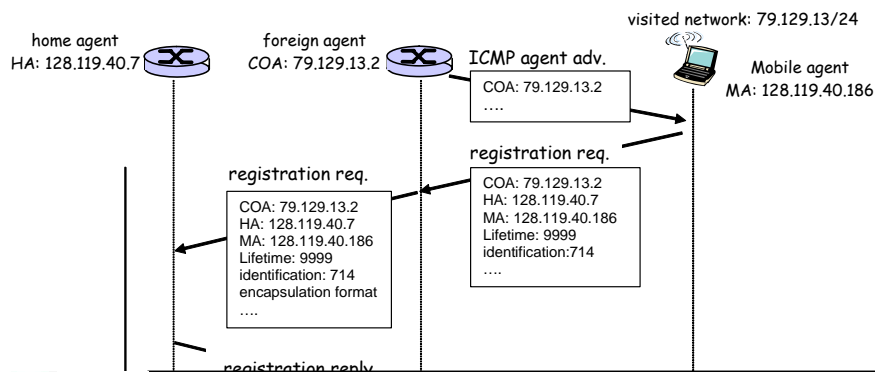 visited network: 79.129.13/24
home agent
HA: 128.119.40.7
foreign agent
COA: 79.129.13.2
ICMP agent adv.
Mobile agent
MA: 128.119.40.186
COA: 79.129.13.2
….
registration req.
COA: 79.129.13.2
HA: 128.119.40.7
MA: 128.119.40.186
Lifetime: 9999
identification:714
….
registration req.
COA: 79.129.13.2
HA: 128.119.40.7
MA: 128.119.40.186
Lifetime: 9999
identification: 714
encapsulation format
….
registration reply